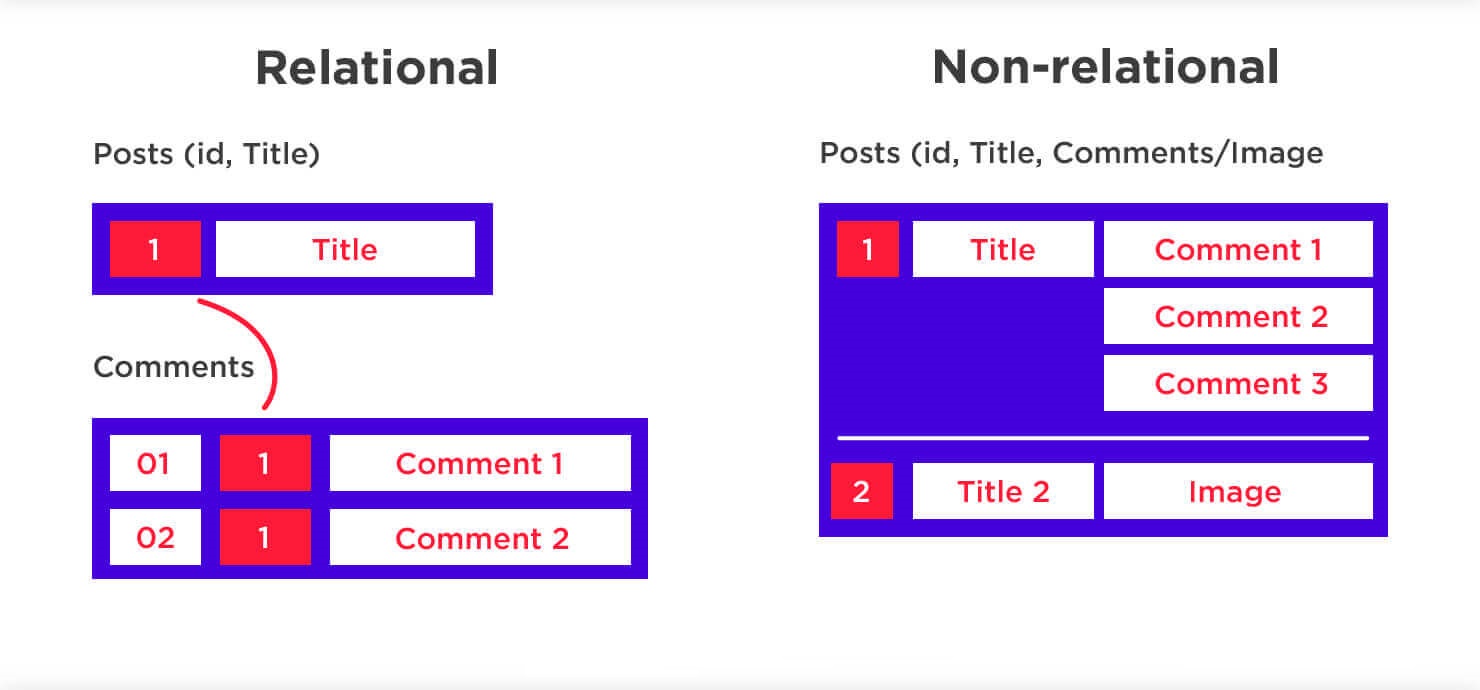 Relational
Posts (id, Title)
1 Title
Comments
01 1 Comment 1
02 1 Comment 2
Non-relational
Posts (id, Title, Comments/Image
1 Title Comment 1
Comment 2
Comment 3
2 Title 2 Image